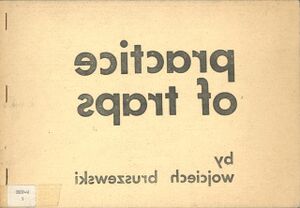 practice
of traps
by
wojciech bruszewski